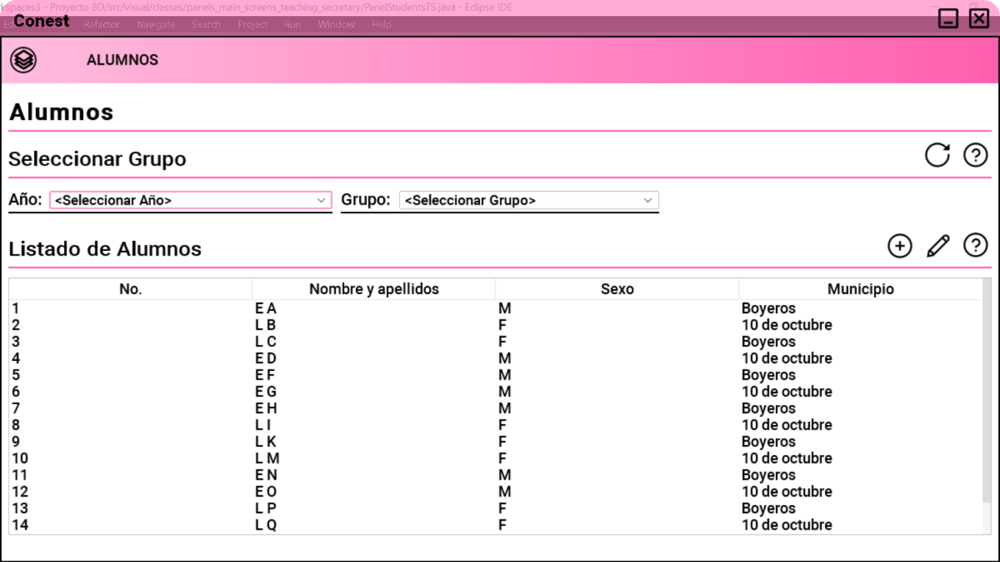 kspaces3 - Proyecto BD/src/visual/classes/panels_main_screens_teaching_secretary/PanelStudentsTS.java - Eclipse IDE
Conest
Refactor Navigate Search Project Run Window Help
ALUMNOS
Alumnos
Seleccionar Grupo
Año: <Seleccionar Año> Grupo: <Seleccionar Grupo>
Listado de Alumnos
No. Nombre y apellidos Sexo Municipio
1 E A M Boyeros
2 L B F 10 de octubre
3 L C F Boyeros
4 E D M 10 de octubre
5 E F M Boyeros
6 E G M 10 de octubre
7 E H M Boyeros
8 L I F 10 de octubre
9 L K F Boyeros
10 L M F 10 de octubre
11 E N M Boyeros
12 E O M 10 de octubre
13 L P F Boyeros
14 L Q F 10 de octubre